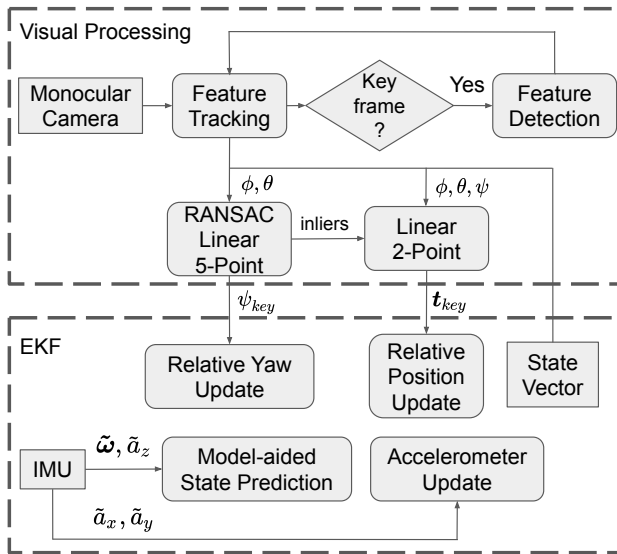 Visual Processing
Monocular
Camera
Feature
Tracking
Key
frame
?
Yes
Feature
Detection
ϕ, θ
ϕ, θ, ψ
RANSAC
Linear
5-Point
inliers
Linear
2-Point
ψ_key
t_key
EKF
Relative Yaw
Update
Relative
Position
Update
State
Vector
IMU
ω̃, ã_z
Model-aided
State Prediction
Accelerometer
Update
ã_x, ã_y